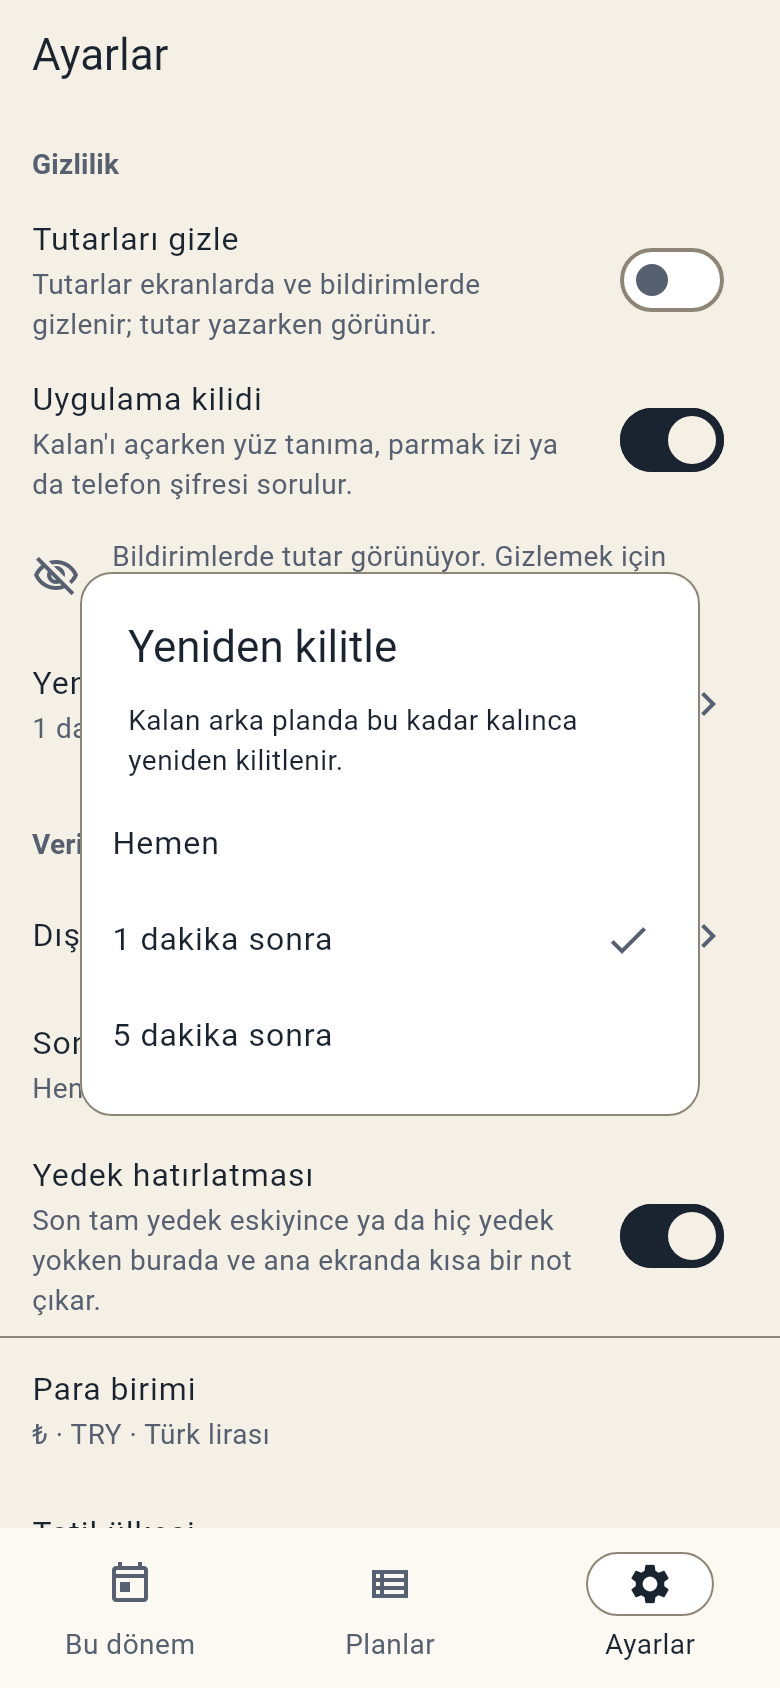 Ayarlar
Gizlilik
Tutarları gizle
Tutarlar ekranlarda ve bildirimlerde
gizlenir; tutar yazarken görünür.
Uygulama kilidi
Kalan'ı açarken yüz tanıma, parmak izi ya
da telefon şifresi sorulur.
Bildirimlerde tutar görünüyor. Gizlemek için
Yeniden kilitle
Kalan arka planda bu kadar kalınca
yeniden kilitlenir.
Hemen
1 dakika sonra
5 dakika sonra
Yedek hatırlatması
Son tam yedek eskiyince ya da hiç yedek
yokken burada ve ana ekranda kısa bir not
çıkar.
Para birimi
₺ · TRY · Türk lirası
Bu dönem
Planlar
Ayarlar